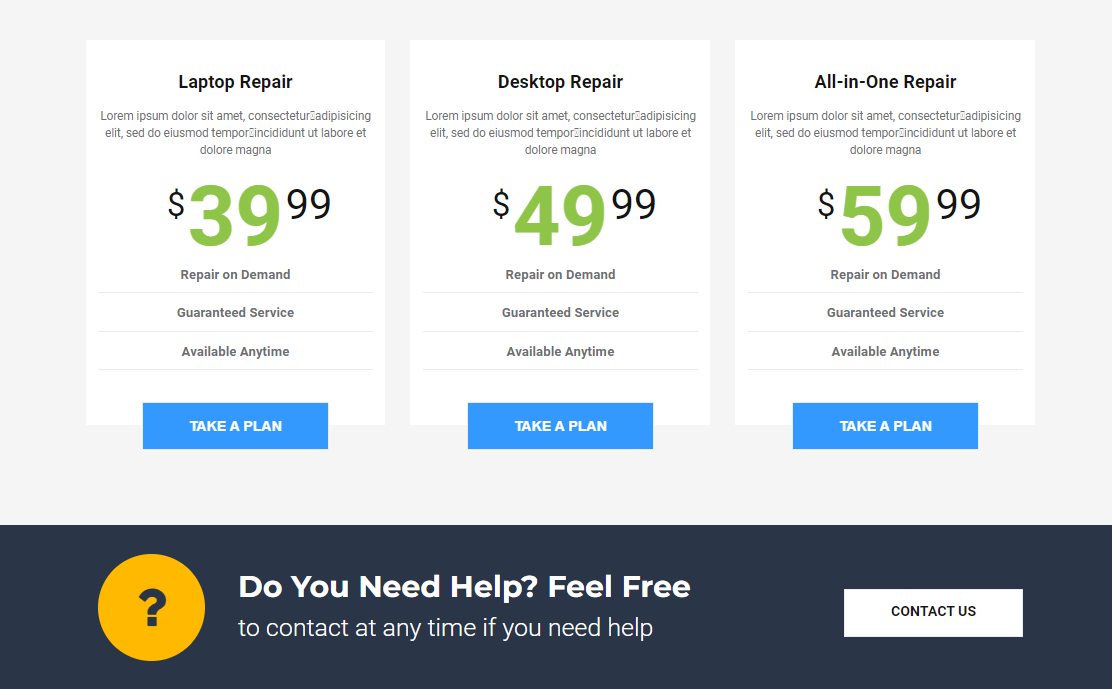 Laptop Repair
Lorem ipsum dolor sit amet, consectetur adipisicing
elit, sed do eiusmod tempor incididunt ut labore et
dolore magna
$ 39 99
Repair on Demand
Guaranteed Service
Available Anytime
TAKE A PLAN
Desktop Repair
Lorem ipsum dolor sit amet, consectetur adipisicing
elit, sed do eiusmod tempor incididunt ut labore et
dolore magna
$ 49 99
Repair on Demand
Guaranteed Service
Available Anytime
TAKE A PLAN
All-in-One Repair
Lorem ipsum dolor sit amet, consectetur adipisicing
elit, sed do eiusmod tempor incididunt ut labore et
dolore magna
$ 59 99
Repair on Demand
Guaranteed Service
Available Anytime
TAKE A PLAN
?
Do You Need Help? Feel Free
to contact at any time if you need help
CONTACT US